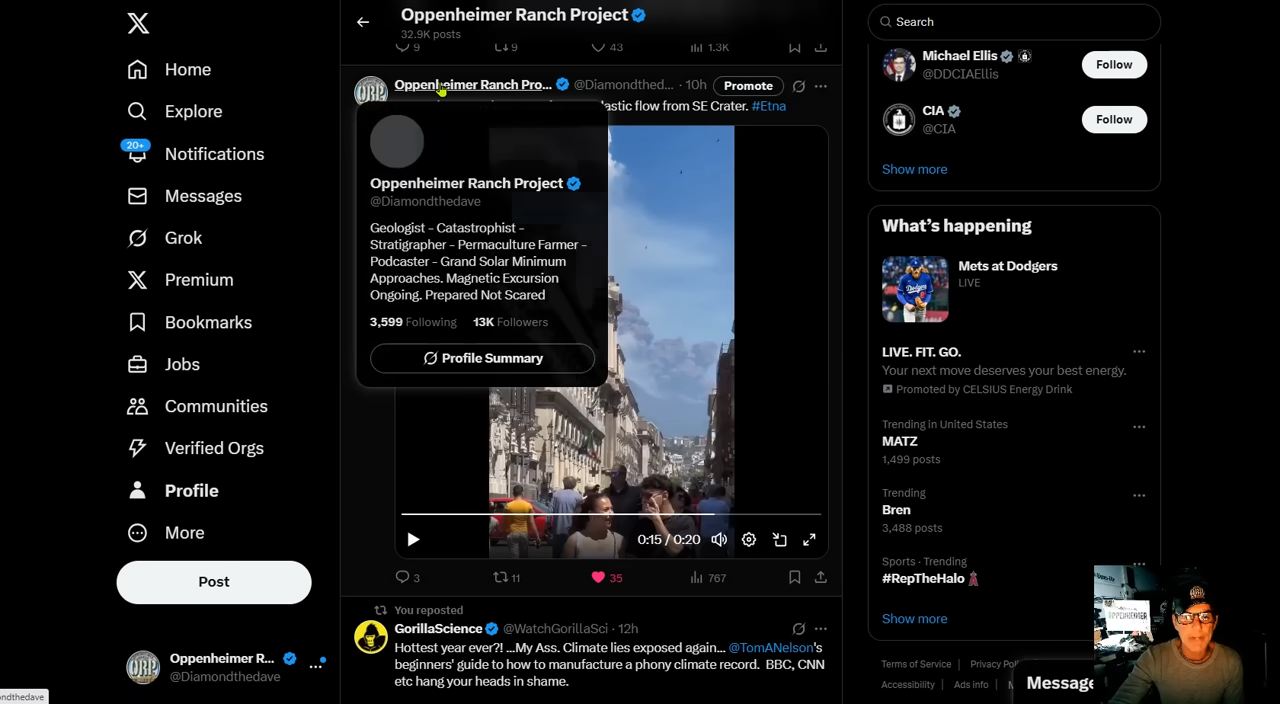 Oppenheimer Ranch Project
32.9K posts
Search
9
9
43
1.3K
Home
Explore
20+
Notifications
Messages
Grok
Premium
Bookmarks
Jobs
Communities
Verified Orgs
Profile
More
Post
Oppenheimer R...
@Diamondthedave
ondthedave
Oppenheimer Ranch Pro...
@Diamondthed... · 10h
Promote
lastic flow from SE Crater. #Etna
Oppenheimer Ranch Project
@Diamondthedave
Geologist - Catastrophist -
Stratigrapher - Permaculture Farmer -
Podcaster - Grand Solar Minimum
Approaches. Magnetic Excursion
Ongoing. Prepared Not Scared
3,599 Following 13K Followers
Profile Summary
0:15 / 0:20
3
11
35
767
You reposted
GorillaScience @WatchGorillaSci · 12h
Hottest year ever?! ...My Ass. Climate lies exposed again... @TomANelson's
beginners' guide to how to manufacture a phony climate record. BBC, CNN
etc hang your heads in shame.
Michael Ellis
@DDCIAEllis
Follow
CIA
@CIA
Follow
Show more
What's happening
Mets at Dodgers
LIVE
LIVE. FIT. GO.
Your next move deserves your best energy.
Promoted by CELSIUS Energy Drink
Trending in United States
MATZ
1,499 posts
Trending
Bren
3,488 posts
Sports · Trending
#RepTheHalo
Show more
Terms of Service
Accessibility
Ads info